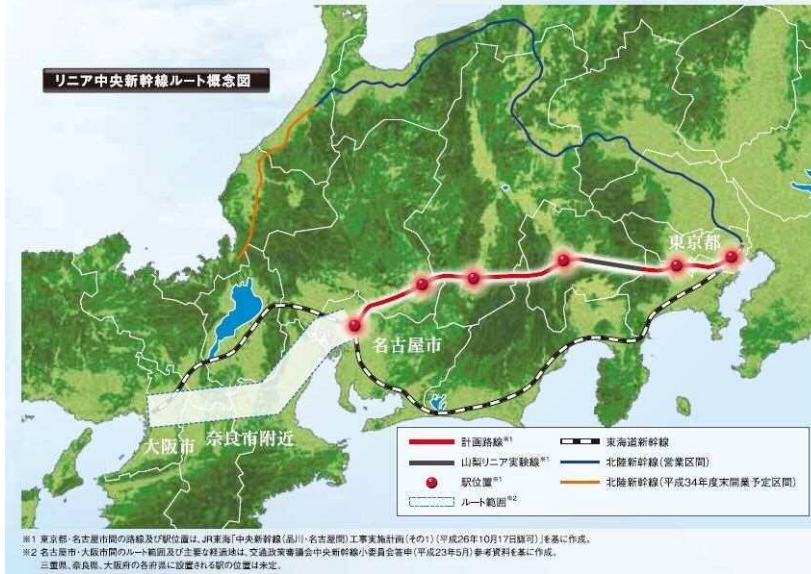 リニア中央新幹線ルート概念図
東京都
名古屋市
奈良市附近
大阪市
計画路線※1
東海道新幹線
山梨リニア実験線※1
北陸新幹線(営業区間)
駅位置※1
北陸新幹線(平成34年度末開業予定区間)
ルート範囲※2
※1 東京都・名古屋市間の路線及び駅位置は、JR東海「中央新幹線(品川・名古屋間)工事実施計画(その1)(平成26年10月17日認可)」を基に作成。
※2 名古屋市・大阪市間のルート範囲及び主要な経過地は、交通政策審議会中央新幹線小委員会答申(平成23年5月)参考資料を基に作成。
三重県、奈良県、大阪府の各府県に設置される駅の位置は未定。